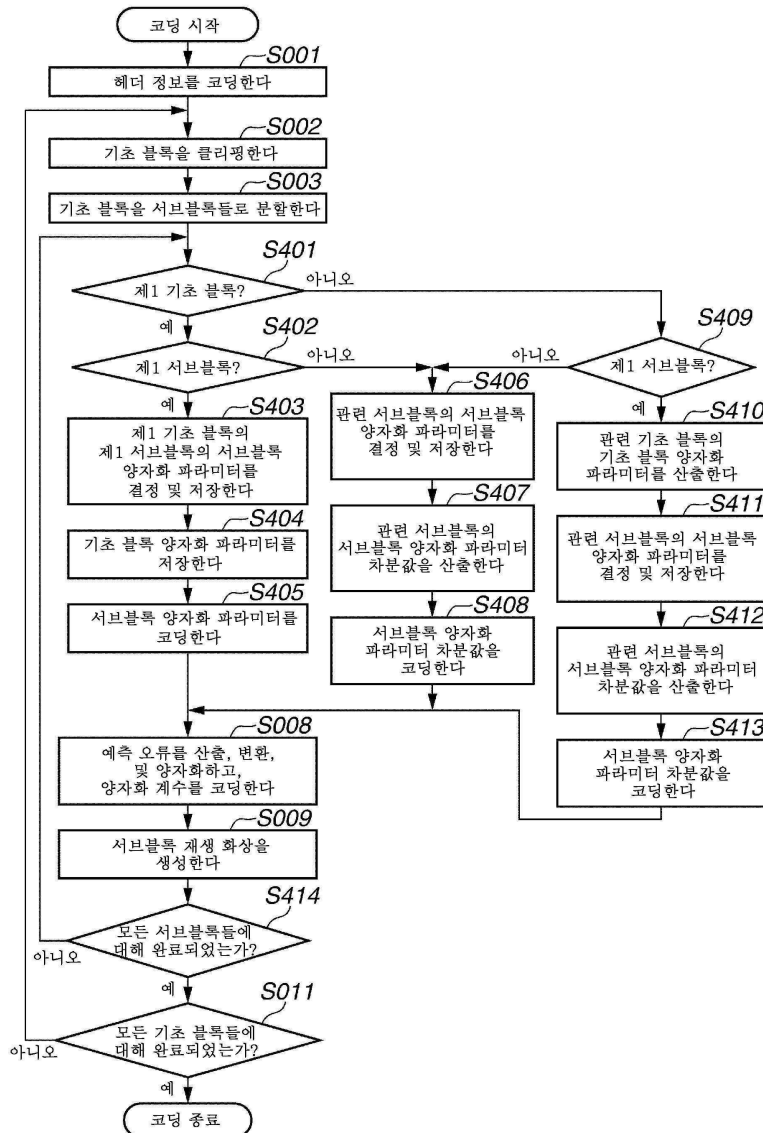 코딩 시작
S001
헤더 정보를 코딩한다
S002
기초 블록을 클리핑한다
S003
기초 블록을 서브블록들로 분할한다
S401
제1 기초 블록?
아니오
예
S402
제1 서브블록?
아니오
예
S409
제1 서브블록?
아니오
예
S403
제1 기초 블록의
제1 서브블록의 서브블록
양자화 파라미터를
결정 및 저장한다
S404
기초 블록 양자화 파라미터를
저장한다
S405
서브블록 양자화 파라미터를
코딩한다
S406
관련 서브블록의 서브블록
양자화 파라미터를
결정 및 저장한다
S407
관련 서브블록의
서브블록 양자화 파라미터
차분값을 산출한다
S408
서브블록 양자화
파라미터 차분값을
코딩한다
S410
관련 기초 블록의
기초 블록 양자화
파라미터를 산출한다
S411
관련 서브블록의 서브블록
양자화 파라미터를
결정 및 저장한다
S412
관련 서브블록의
서브블록 양자화 파라미터
차분값을 산출한다
S413
서브블록 양자화
파라미터 차분값을
코딩한다
S008
예측 오류를 산출, 변환,
및 양자화하고,
양자화 계수를 코딩한다
S009
서브블록 재생 화상을
생성한다
S414
모든 서브블록들에
대해 완료되었는가?
아니오
예
S011
모든 기초 블록들에
대해 완료되었는가?
아니오
예
코딩 종료